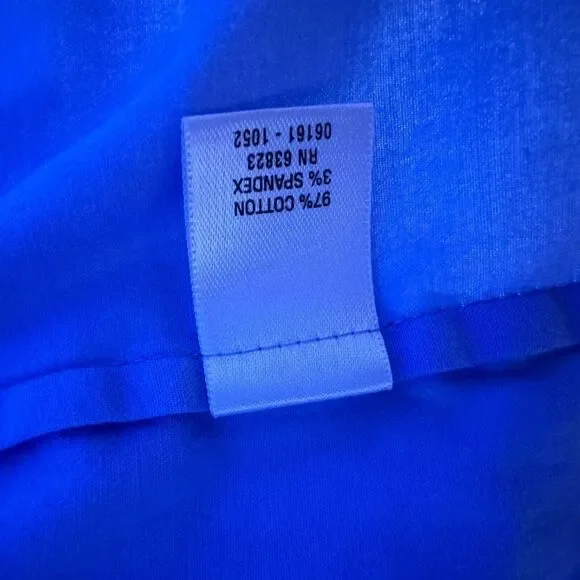 97% COTTON
3% SPANDEX
RN 63823
06161 - 1052